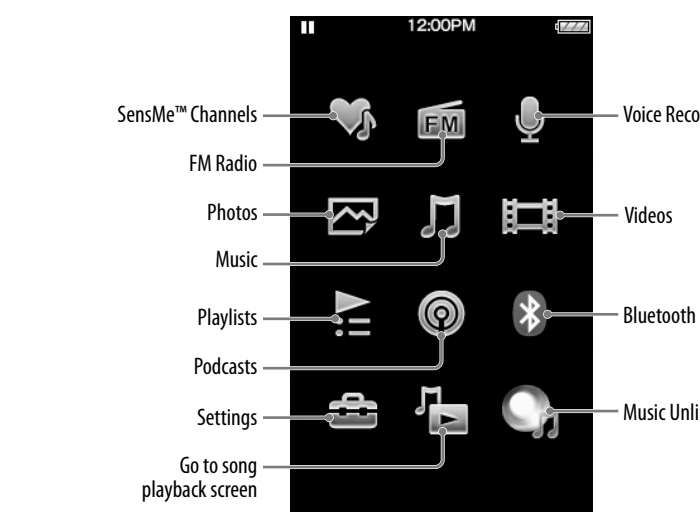 12:00PM
SensMe™ Channels
FM
Voice Reco
FM Radio
Photos
Videos
Music
Playlists
Bluetooth
Podcasts
Settings
Music Unli
Go to song
playback screen